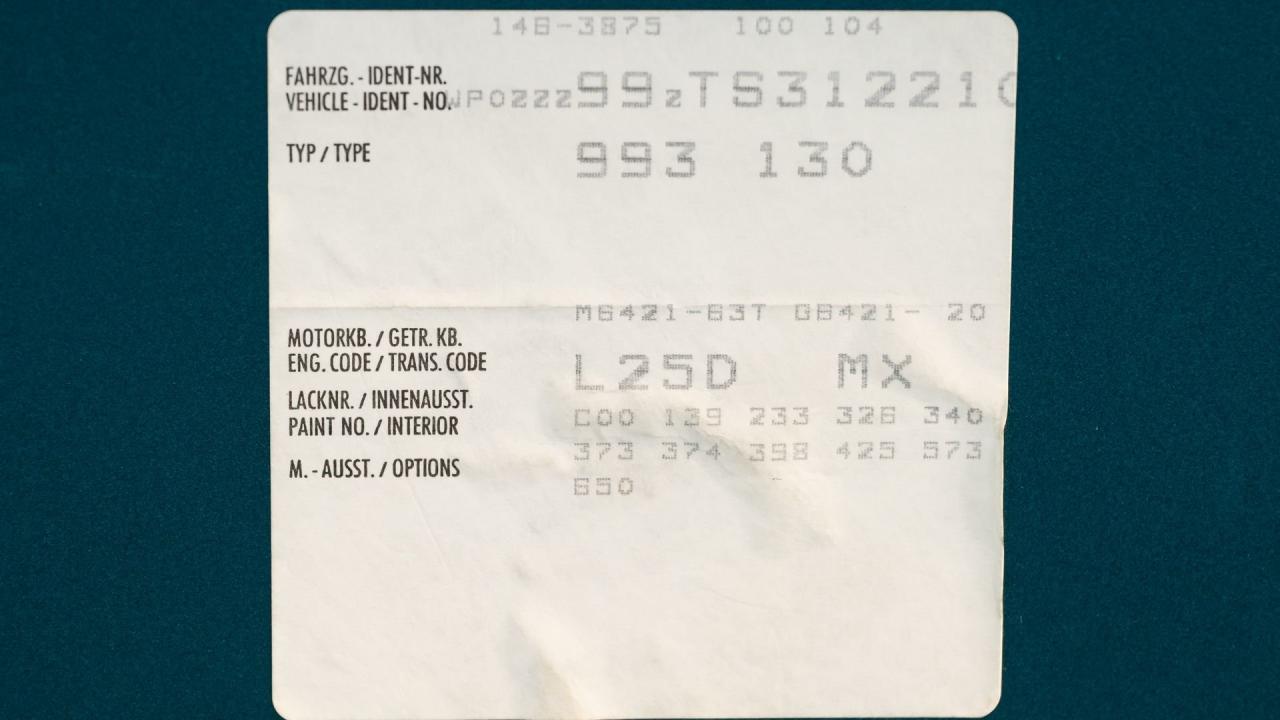 146-3875 100 104
FAHRZG. - IDENT-NR.
VEHICLE - IDENT - NO. WP0ZZZ99ZTS312210
TYP / TYPE 993 130
M6421-63T G8421- 20
MOTORKB. / GETR. KB.
ENG. CODE / TRANS. CODE L25D MX
LACKNR. / INNENAUSST.
PAINT NO. / INTERIOR C00 139 233 326 340
373 374 398 425 573
M. - AUSST. / OPTIONS
650